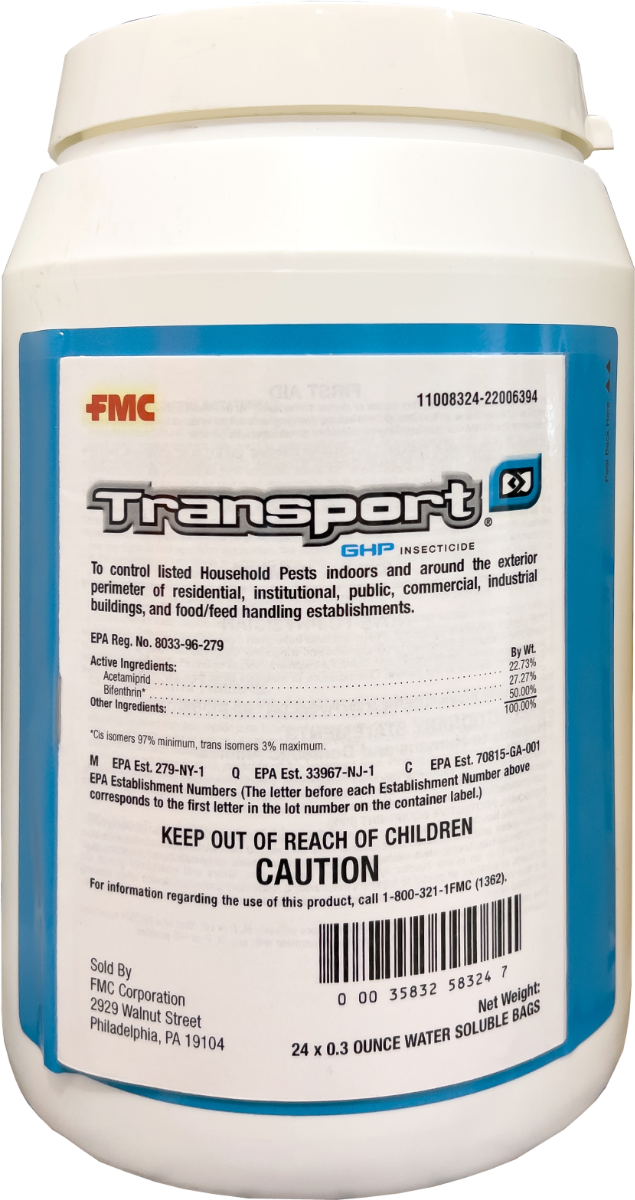 FMC
11008324-22006394
Transport®
GHP INSECTICIDE
To control listed Household Pests indoors and around the exterior
perimeter of residential, institutional, public, commercial, industrial
buildings, and food/feed handling establishments.
EPA Reg. No. 8033-96-279
Active Ingredients: By Wt.
Acetamiprid 22.73%
Bifenthrin* 27.27%
Other Ingredients: 50.00%
100.00%
*Cis isomers 97% minimum, trans isomers 3% maximum.
M EPA Est. 279-NY-1 Q EPA Est. 33967-NJ-1 C EPA Est. 70815-GA-001
EPA Establishment Numbers (The letter before each Establishment Number above
corresponds to the first letter in the lot number on the container label.)
KEEP OUT OF REACH OF CHILDREN
CAUTION
For information regarding the use of this product, call 1-800-321-1FMC (1362).
0 00 35832 58324 7
Sold By
FMC Corporation
2929 Walnut Street
Philadelphia, PA 19104
Net Weight:
24 x 0.3 OUNCE WATER SOLUBLE BAGS